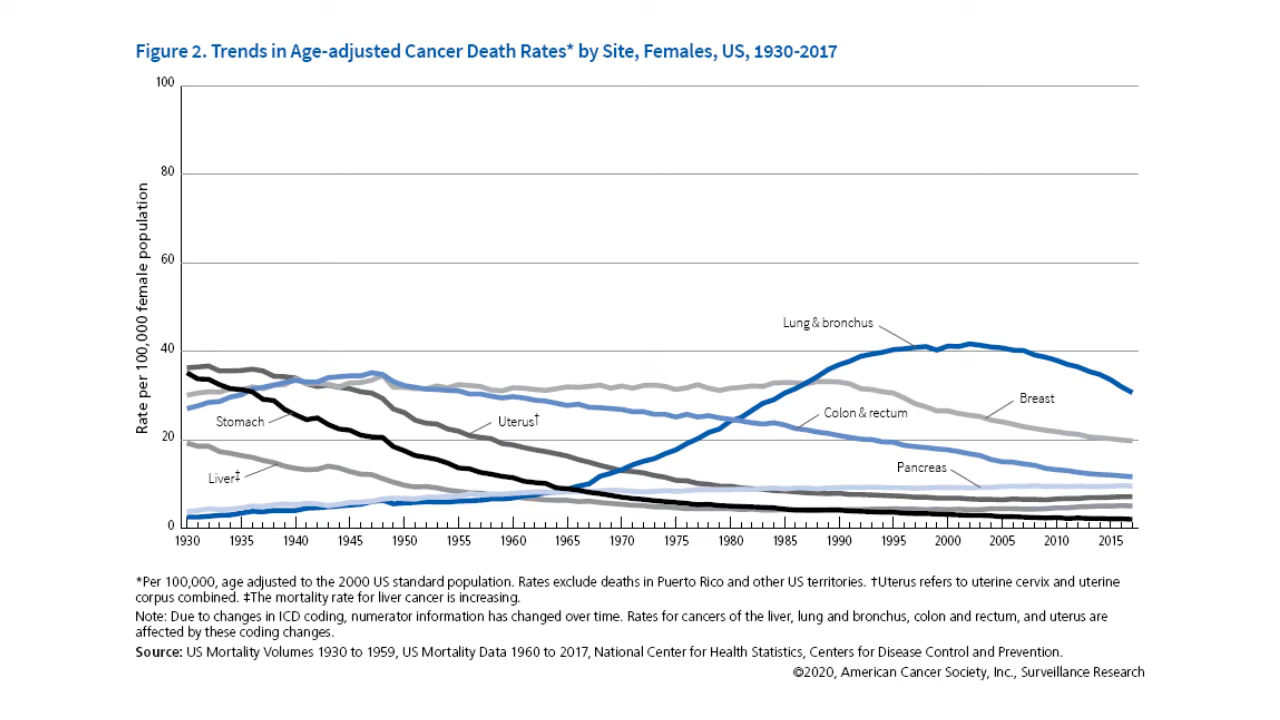 Figure 2. Trends in Age-adjusted Cancer Death Rates* by Site, Females, US, 1930-2017
100
80
60
40
20
0
Rate per 100,000 female population
Lung & bronchus
Breast
Colon & rectum
Stomach
Uterus†
Pancreas
Liver‡
1930 1935 1940 1945 1950 1955 1960 1965 1970 1975 1980 1985 1990 1995 2000 2005 2010 2015
*Per 100,000, age adjusted to the 2000 US standard population. Rates exclude deaths in Puerto Rico and other US territories. †Uterus refers to uterine cervix and uterine
corpus combined. ‡The mortality rate for liver cancer is increasing.
Note: Due to changes in ICD coding, numerator information has changed over time. Rates for cancers of the liver, lung and bronchus, colon and rectum, and uterus are
affected by these coding changes.
Source: US Mortality Volumes 1930 to 1959, US Mortality Data 1960 to 2017, National Center for Health Statistics, Centers for Disease Control and Prevention.
©2020, American Cancer Society, Inc., Surveillance Research